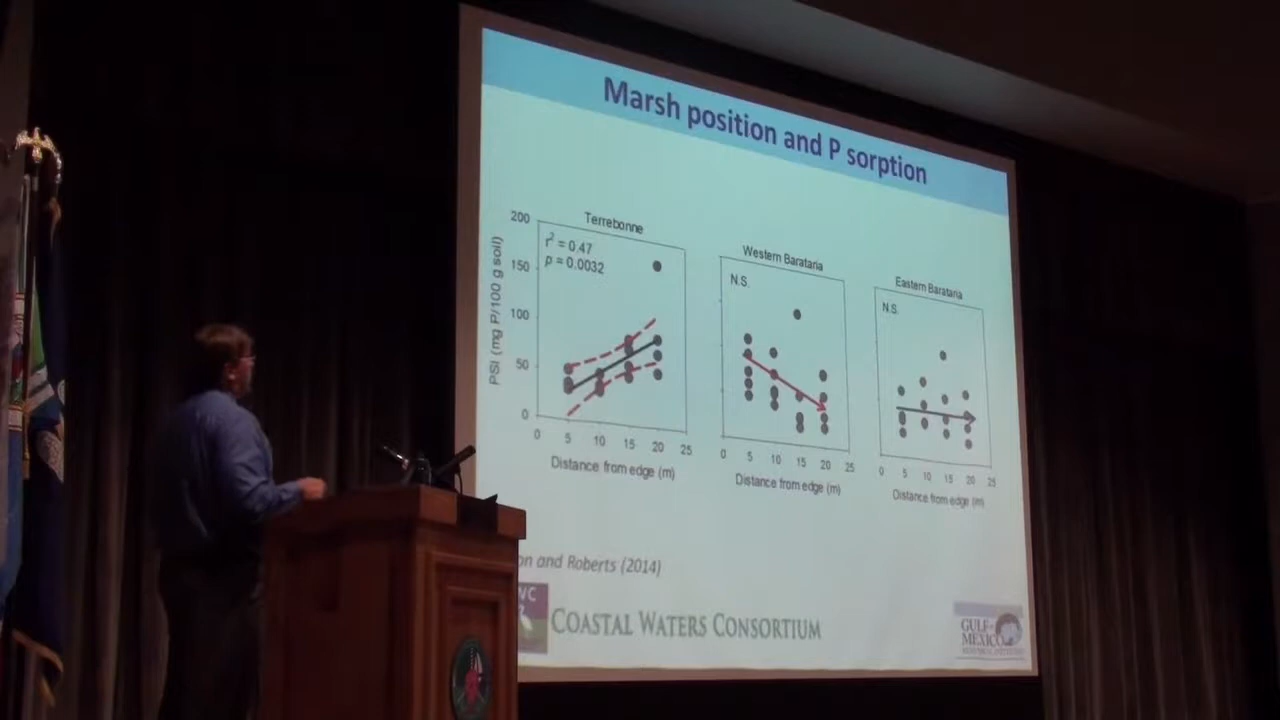 Marsh position and P sorption
Terrebonne
r² = 0.47
p = 0.0032
PSI (mg P/100 g soil)
200
150
100
50
0
0 5 10 15 20 25
Distance from edge (m)
Western Barataria
N.S.
0 5 10 15 20 25
Distance from edge (m)
Eastern Barataria
N.S.
0 5 10 15 20 25
Distance from edge (m)
on and Roberts (2014)
WC
COASTAL WATERS CONSORTIUM
GULF
MEXICO